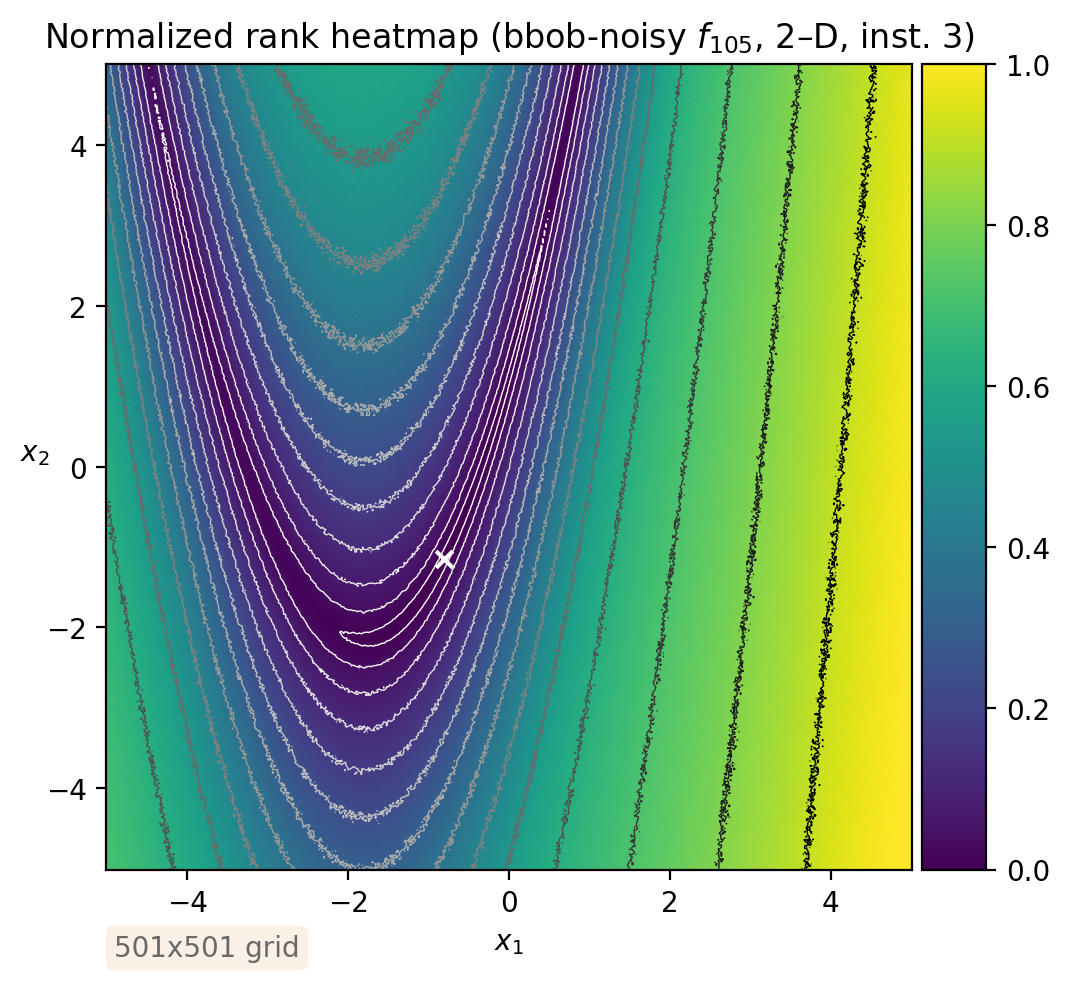 Normalized rank heatmap (bbob-noisy f₁₀₅, 2–D, inst. 3)
1.0
0.8
0.6
0.4
0.2
0.0
4
2
0
−2
−4
x₂
−4 −2 0 2 4
x₁
501x501 grid